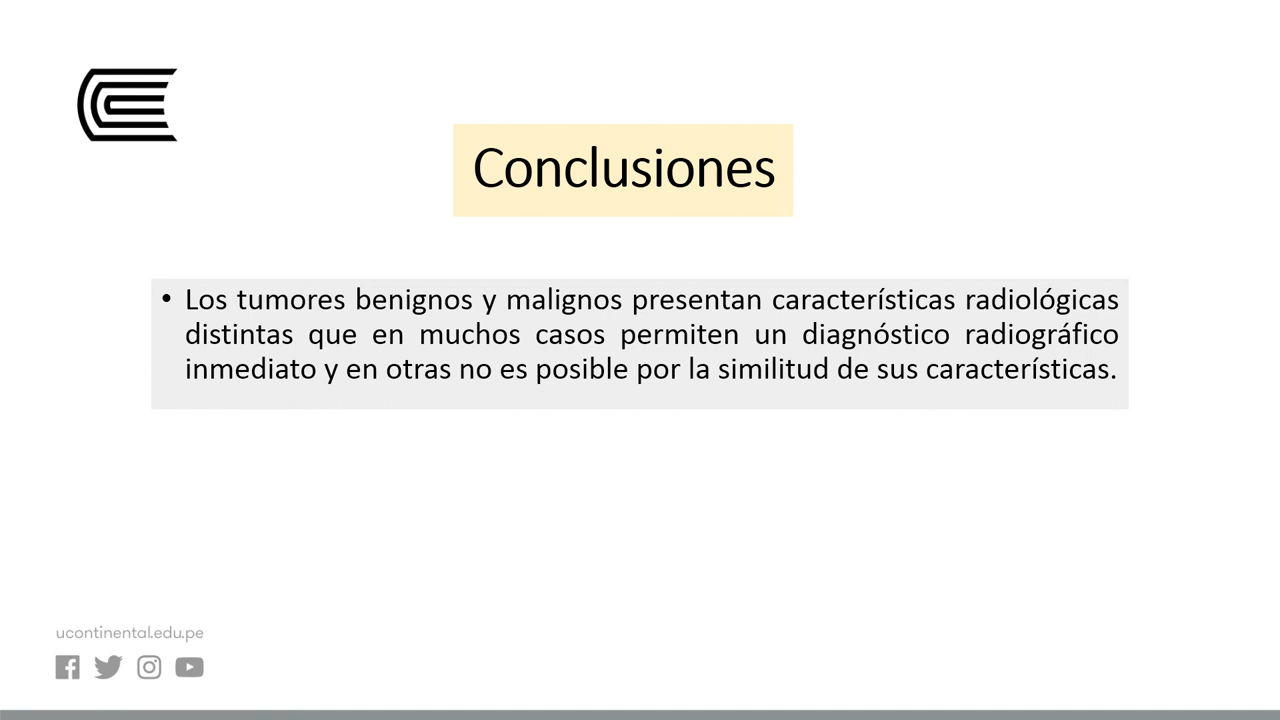 Conclusiones
• Los tumores benignos y malignos presentan características radiológicas
distintas que en muchos casos permiten un diagnóstico radiográfico
inmediato y en otras no es posible por la similitud de sus características.
ucontinental.edu.pe